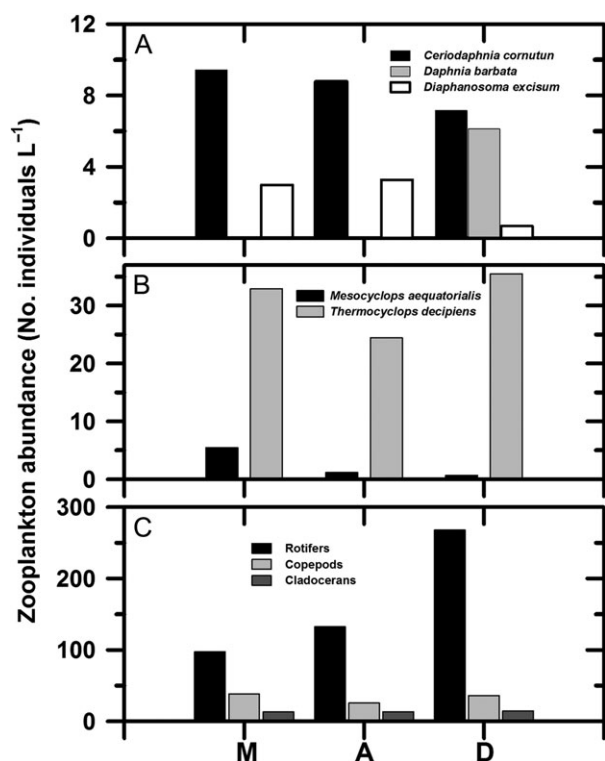 Zooplankton abundance (No. individuals L⁻¹)
A
12
8
4
0
Ceriodaphnia cornutun
Daphnia barbata
Diaphanosoma excisum
B
30
20
10
0
Mesocyclops aequatorialis
Thermocyclops decipiens
C
300
200
100
0
Rotifers
Copepods
Cladocerans
M A D